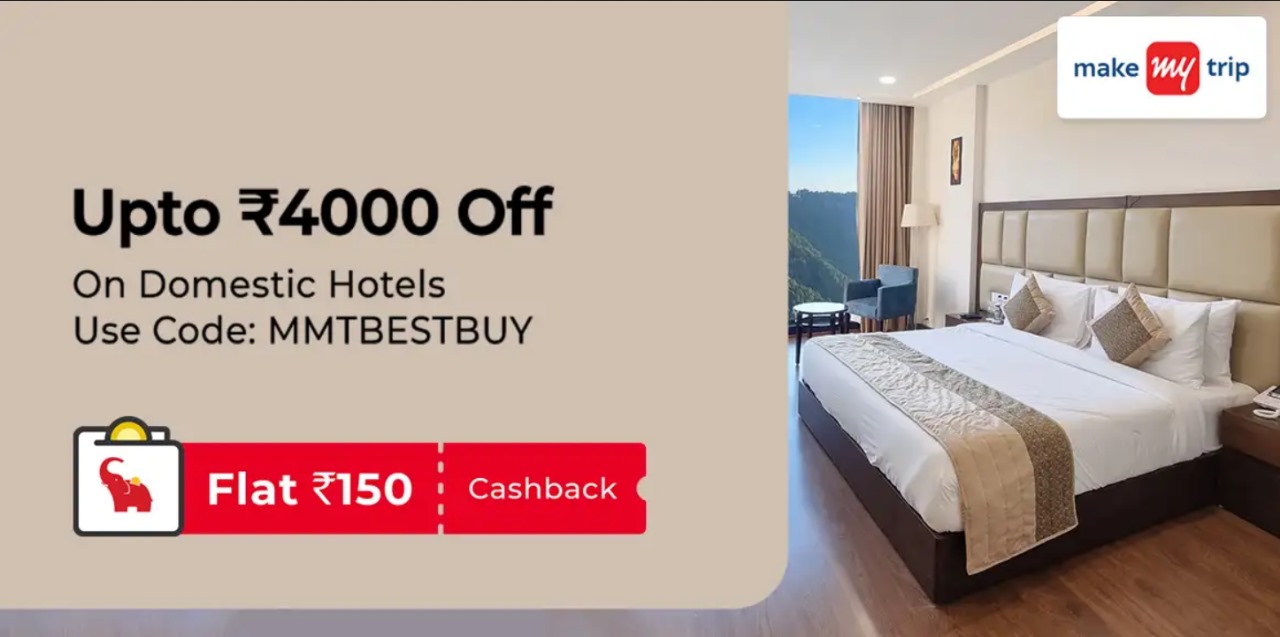 make my trip
Upto ₹4000 Off
On Domestic Hotels
Use Code: MMTBESTBUY
Flat ₹150 Cashback